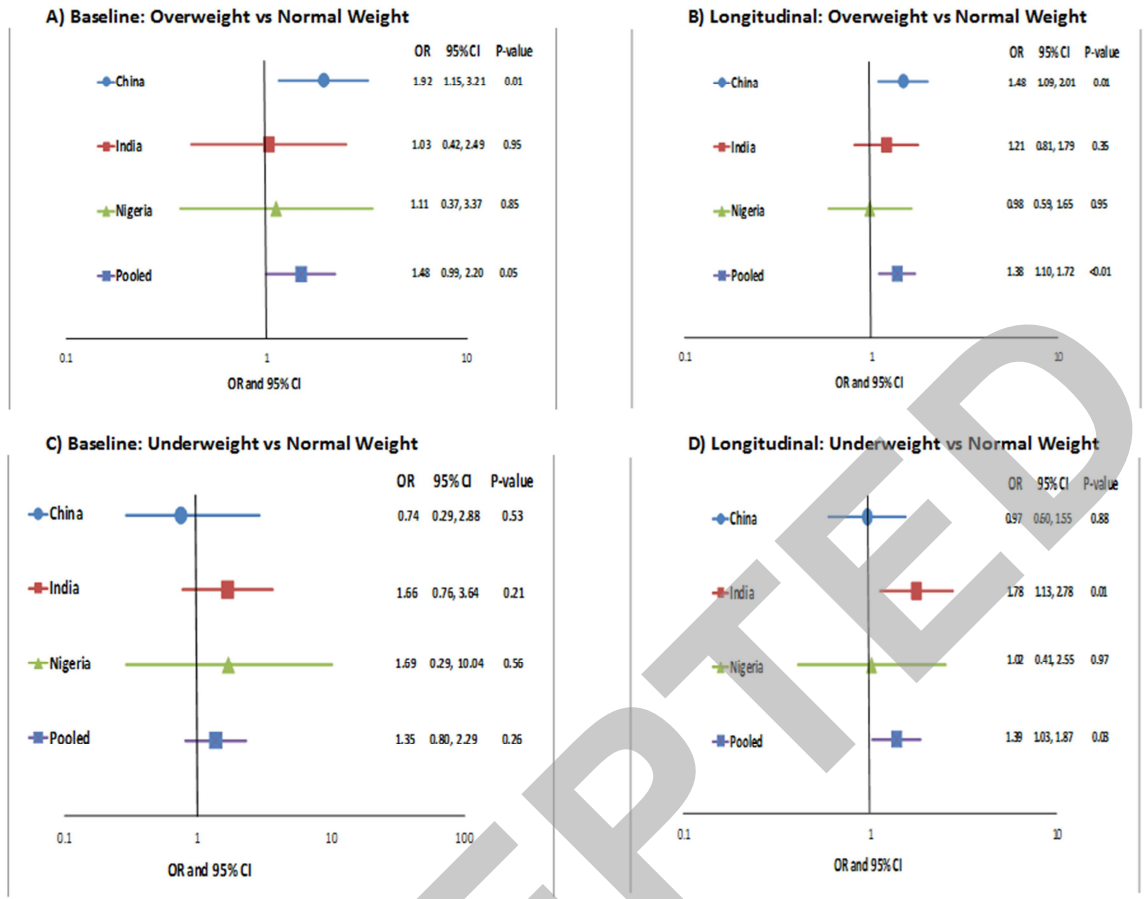 A) Baseline: Overweight vs Normal Weight
OR 95%CI P-value
China 1.92 1.15, 3.21 0.01
India 1.03 0.42, 2.49 0.95
Nigeria 1.11 0.37, 3.37 0.85
Pooled 1.48 0.99, 2.20 0.05
0.1 1 10
OR and 95% CI
B) Longitudinal: Overweight vs Normal Weight
OR 95% CI P-value
China 1.48 1.09, 2.01 0.01
India 1.21 0.81, 1.79 0.35
Nigeria 0.98 0.59, 1.65 0.95
Pooled 1.38 1.10, 1.72 <0.01
0.1 1 10
OR and 95% CI
C) Baseline: Underweight vs Normal Weight
OR 95% CI P-value
China 0.74 0.29, 2.88 0.53
India 1.66 0.76, 3.64 0.21
Nigeria 1.69 0.29, 10.04 0.56
Pooled 1.35 0.80, 2.29 0.26
0.1 1 10 100
OR and 95% CI
D) Longitudinal: Underweight vs Normal Weight
OR 95% CI P-value
China 0.97 0.60, 1.55 0.88
India 1.78 1.13, 2.78 0.01
Nigeria 1.02 0.41, 2.55 0.97
Pooled 1.39 1.03, 1.87 0.03
0.1 1 10
OR and 95% CI
EPTED